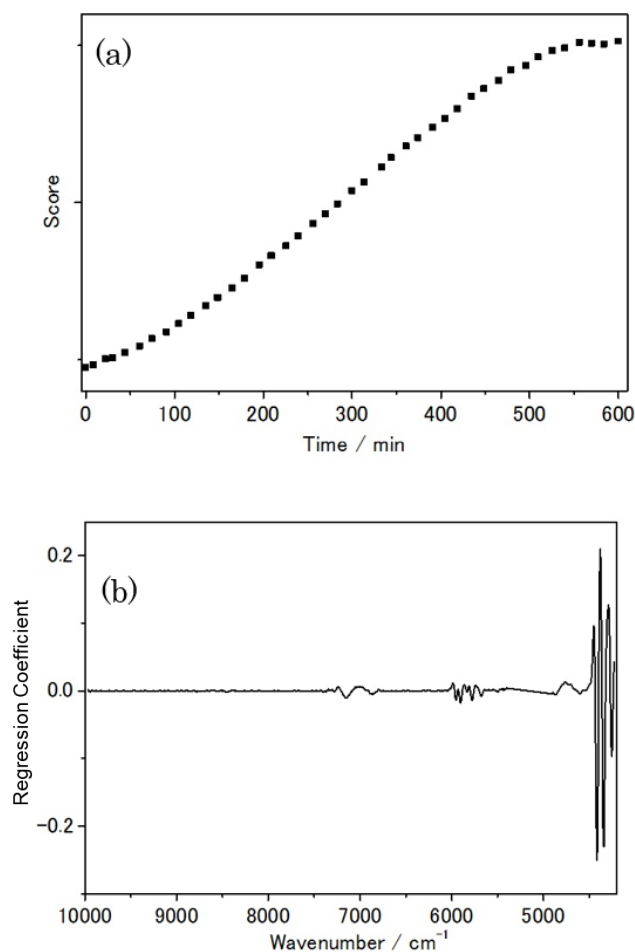 (a)
Score
0 100 200 300 400 500 600
Time / min
(b)
0.2
0.0
−0.2
Regression Coefficient
10000 9000 8000 7000 6000 5000
Wavenumber / cm⁻¹